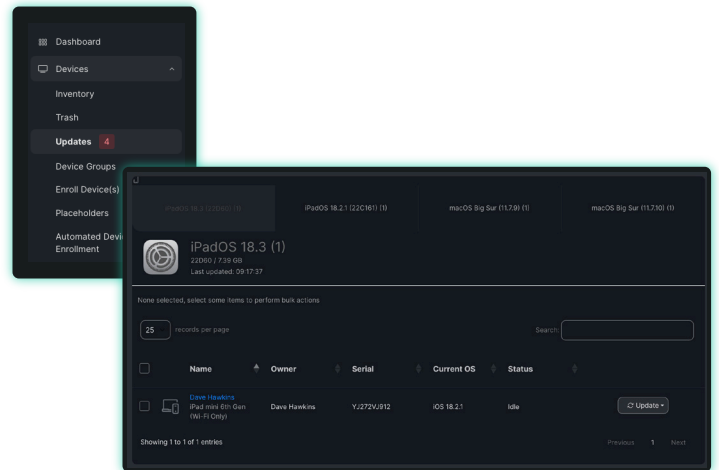 Dashboard
Devices
Inventory
Trash
Updates 4
Device Groups
Enroll Device(s)
Placeholders
Automated Devi
Enrollment
iPadOS 18.3 (22D60) (1)
iPadOS 18.2.1 (22C161) (1)
macOS Big Sur (11.7.9) (1)
macOS Big Sur (11.7.10) (1)
iPadOS 18.3 (1)
22D60 / 7.39 GB
Last updated: 09:17:37
None selected, select some items to perform bulk actions
25 records per page
Search:
Name Owner Serial Current OS Status
Dave Hawkins
iPad mini 6th Gen
(Wi-Fi Only)
Dave Hawkins YJ272VJ912 iOS 18.2.1 Idle Update
Showing 1 to 1 of 1 entries
Previous 1 Next